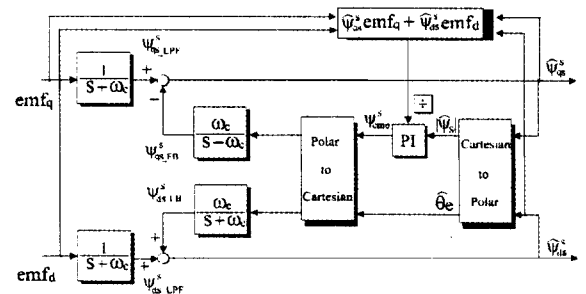 ψ̂ˢqs emfq + ψ̂ˢds emfd
ψˢqs_LPF
1
S + ωc
+
−
emfq
ψ̂ˢqs
÷
ωc
S − ωc
ψˢqs_FB
Polar
to
Cartesian
ψˢcmp
PI
|ψ̂s|
Cartesian
to
Polar
θ̂e
ψˢds_FB
ωc
S + ωc
+
1
S + ωc
+
emfd
ψˢds_LPF
ψ̂ˢds